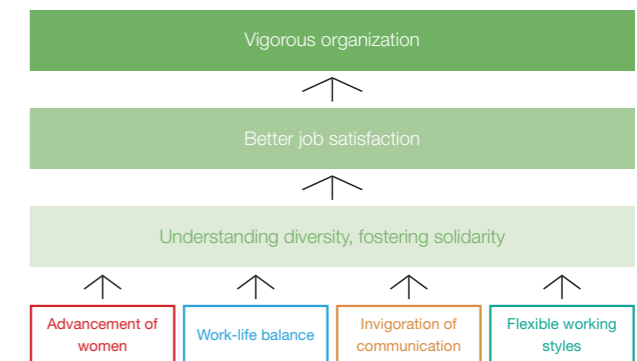 Vigorous organization
Better job satisfaction
Understanding diversity, fostering solidarity
Advancement of
women
Work-life balance
Invigoration of
communication
Flexible working
styles